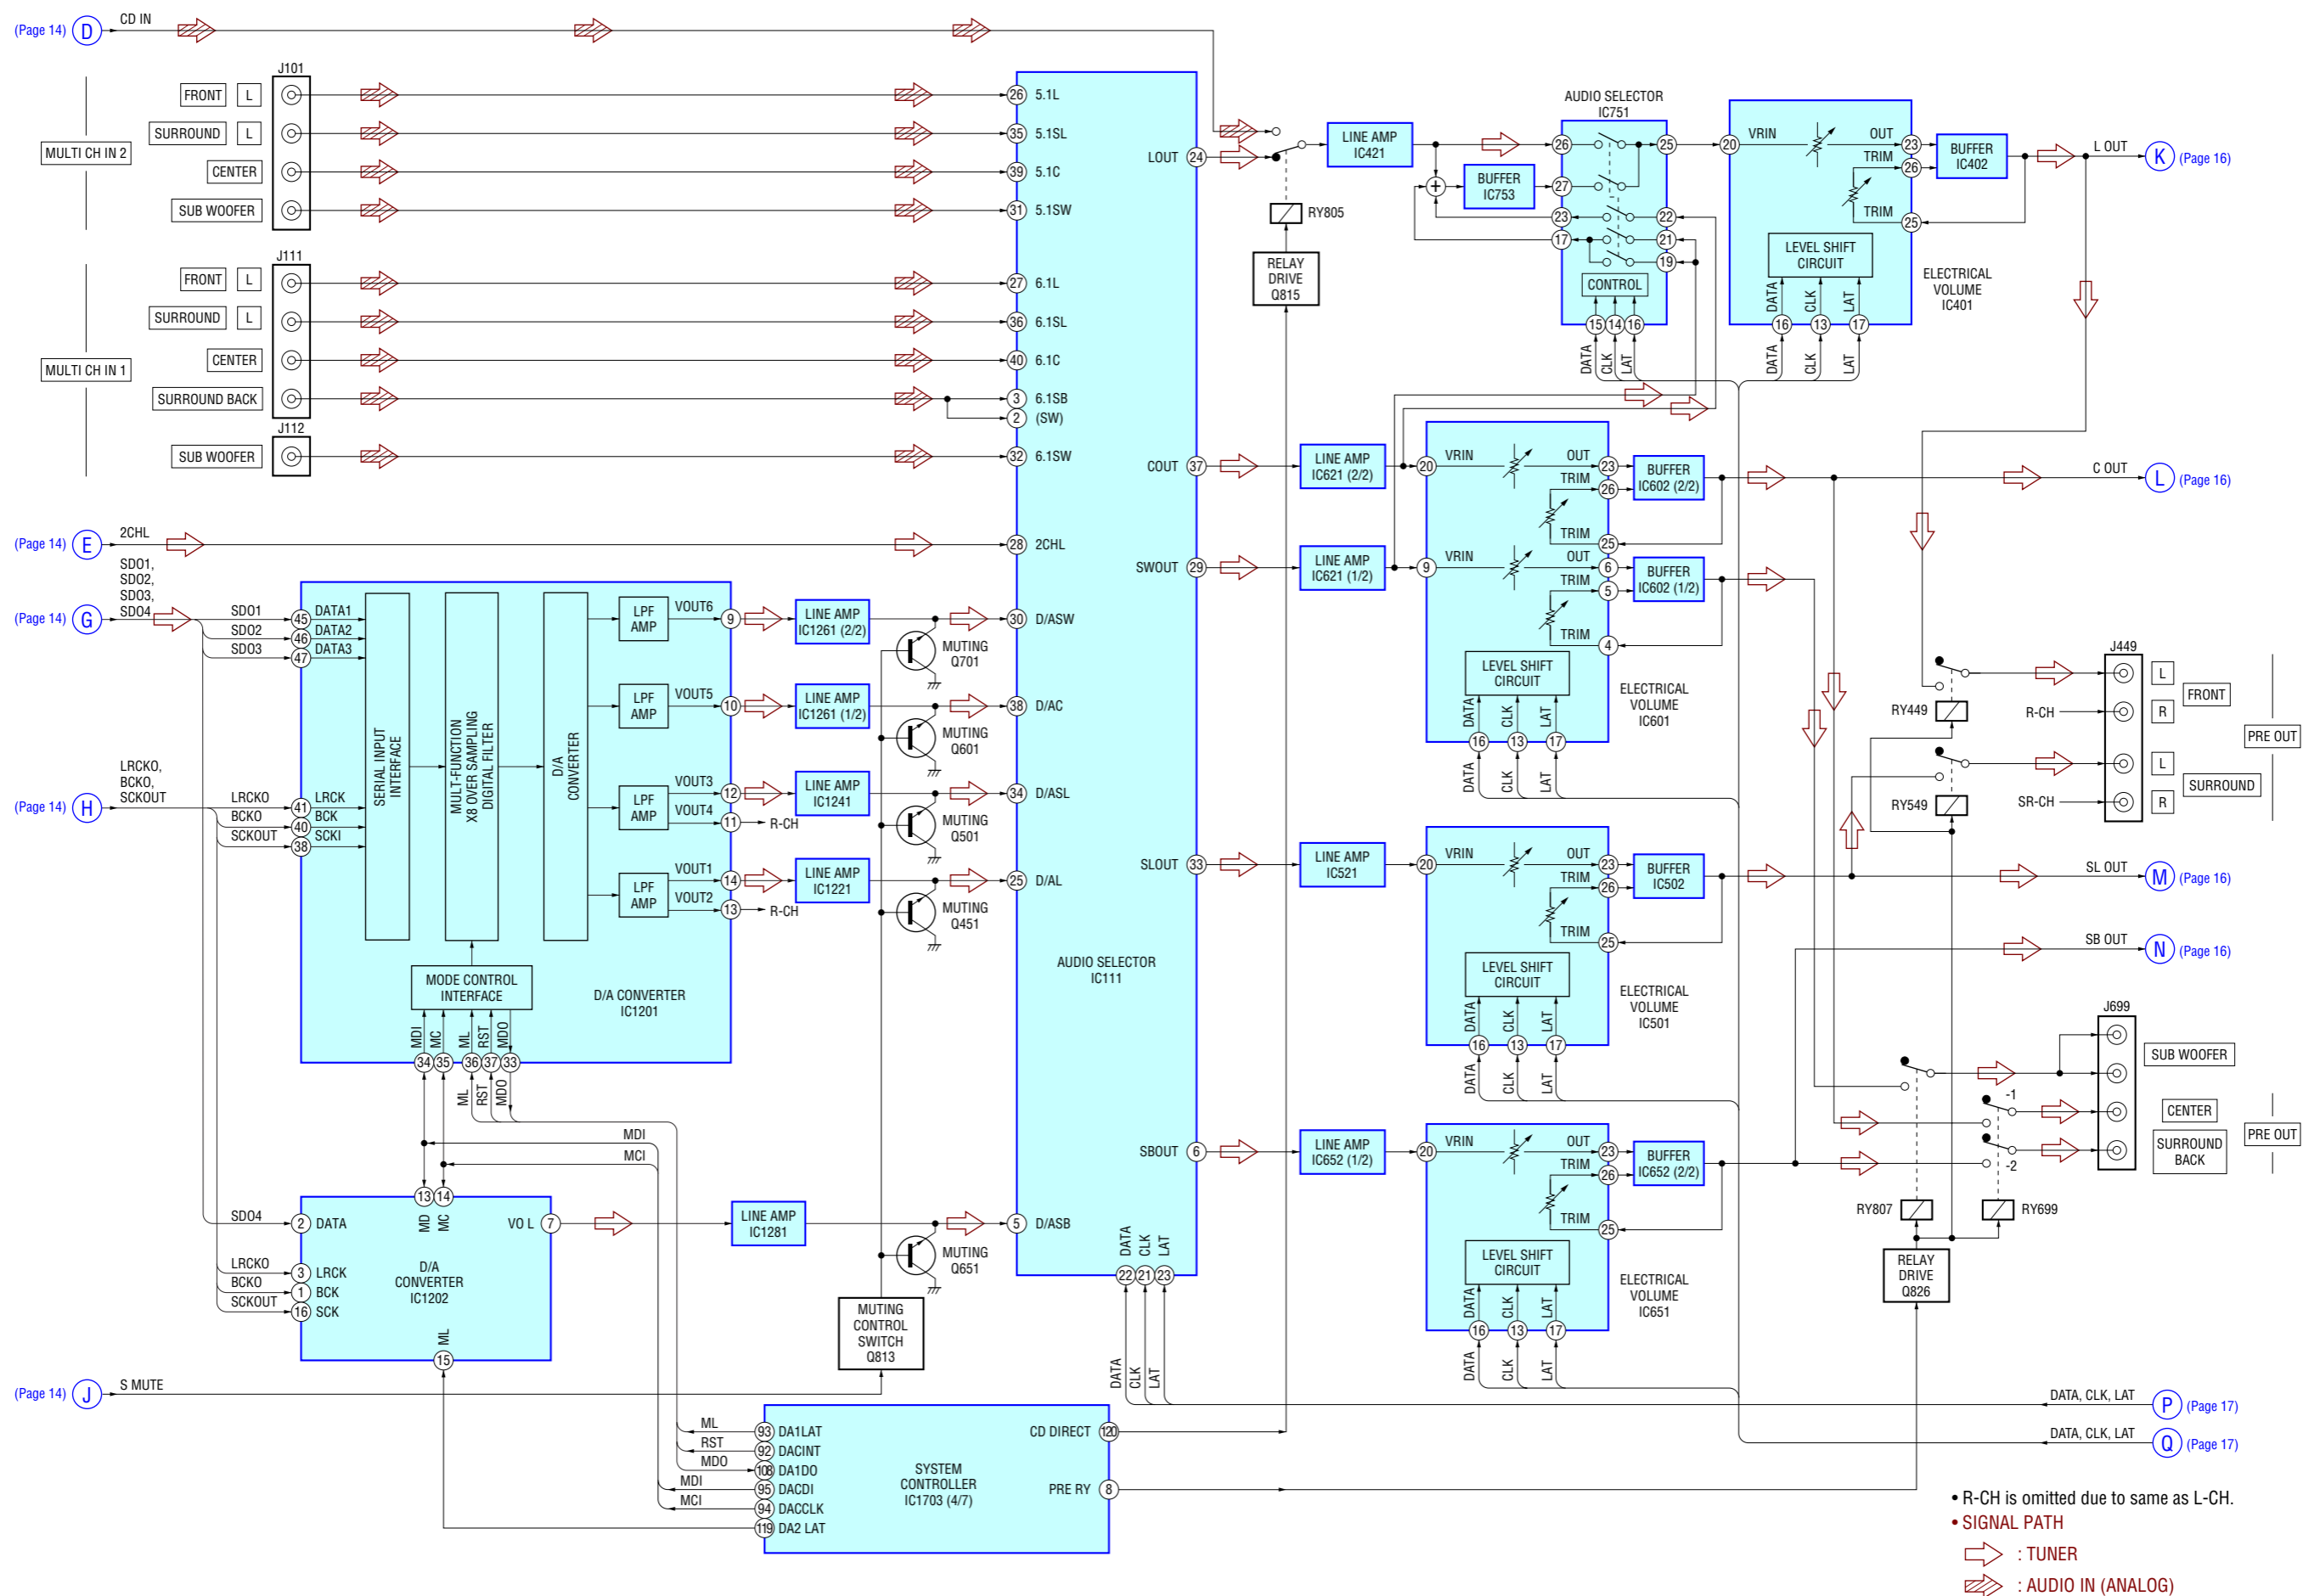 (Page 14) D CD IN
J101
FRONT L
SURROUND L
CENTER
SUB WOOFER
MULTI CH IN 2
J111
FRONT L
SURROUND L
CENTER
SURROUND BACK
MULTI CH IN 1
J112
SUB WOOFER
26 5.1L
35 5.1SL
39 5.1C
31 5.1SW
27 6.1L
36 6.1SL
40 6.1C
3 6.1SB
2 (SW)
32 6.1SW
28 2CHL
30 D/ASW
38 D/AC
34 D/ASL
25 D/AL
5 D/ASB
LOUT 24
COUT 37
SWOUT 29
SLOUT 33
SBOUT 6
AUDIO SELECTOR
IC111
DATA
CLK
LAT
22 21 23
DATA
CLK
LAT
(Page 14) E 2CHL
SDO1,
SDO2,
SDO3,
SDO4
(Page 14) G
SDO1 45 DATA1
SDO2 46 DATA2
SDO3 47 DATA3
LRCKO,
BCKO,
SCKOUT
(Page 14) H
LRCKO 41 LRCK
BCKO 40 BCK
SCKOUT 38 SCKI
SERIAL INPUT
INTERFACE
MULT-FUNCTION
X8 OVER SAMPLING
DIGITAL FILTER
D/A
CONVERTER
LPF
AMP
VOUT6 9
LPF
AMP
VOUT5 10
LPF
AMP
VOUT3 12
VOUT4 11 R-CH
LPF
AMP
VOUT1 14
VOUT2 13 R-CH
MODE CONTROL
INTERFACE
D/A CONVERTER
IC1201
MDI
MC
ML
RST
MDO
34 35 36 37 33
ML
RST
MDO
MDI
MCI
LINE AMP
IC1261 (2/2)
MUTING
Q701
LINE AMP
IC1261 (1/2)
MUTING
Q601
LINE AMP
IC1241
MUTING
Q501
LINE AMP
IC1221
MUTING
Q451
13 14
MD
MC
SDO4 2 DATA
VO L 7
LRCKO 3 LRCK
BCKO 1 BCK
SCKOUT 16 SCK
D/A
CONVERTER
IC1202
ML
15
LINE AMP
IC1281
MUTING
Q651
MUTING
CONTROL
SWITCH
Q813
(Page 14) J S MUTE
ML 93 DA1LAT
RST 92 DACINT
MDO 108 DA1DO
MDI 95 DACDI
MCI 94 DACCLK
119 DA2 LAT
CD DIRECT 120
PRE RY 8
SYSTEM
CONTROLLER
IC1703 (4/7)
RY805
RELAY
DRIVE
Q815
LINE AMP
IC421
+
BUFFER
IC753
AUDIO SELECTOR
IC751
26 25
27
23 22
17 21
19
CONTROL
15 14 16
DATA
CLK
LAT
20 VRIN OUT 23
TRIM 26
TRIM 25
LEVEL SHIFT
CIRCUIT
DATA
CLK
LAT
16 13 17
DATA
CLK
LAT
ELECTRICAL
VOLUME
IC401
BUFFER
IC402
L OUT K (Page 16)
LINE AMP
IC621 (2/2)
LINE AMP
IC621 (1/2)
20 VRIN OUT 23
TRIM 26
TRIM 25
9 VRIN OUT 6
TRIM 5
TRIM 4
LEVEL SHIFT
CIRCUIT
DATA
CLK
LAT
16 13 17
DATA
CLK
LAT
ELECTRICAL
VOLUME
IC601
BUFFER
IC602 (2/2)
BUFFER
IC602 (1/2)
C OUT L (Page 16)
LINE AMP
IC521
20 VRIN OUT 23
TRIM 26
TRIM 25
LEVEL SHIFT
CIRCUIT
DATA
CLK
LAT
16 13 17
DATA
CLK
LAT
ELECTRICAL
VOLUME
IC501
BUFFER
IC502
SL OUT M (Page 16)
SB OUT N (Page 16)
LINE AMP
IC652 (1/2)
20 VRIN OUT 23
TRIM 26
TRIM 25
LEVEL SHIFT
CIRCUIT
DATA
CLK
LAT
16 13 17
DATA
CLK
LAT
ELECTRICAL
VOLUME
IC651
BUFFER
IC652 (2/2)
J449
L
R
FRONT
RY449
R-CH
L
R
SURROUND
RY549
SR-CH
PRE OUT
J699
SUB WOOFER
CENTER
SURROUND
BACK
PRE OUT
-1
-2
RY807
RY699
RELAY
DRIVE
Q826
DATA, CLK, LAT P (Page 17)
DATA, CLK, LAT Q (Page 17)
• R-CH is omitted due to same as L-CH.
• SIGNAL PATH
: TUNER
: AUDIO IN (ANALOG)